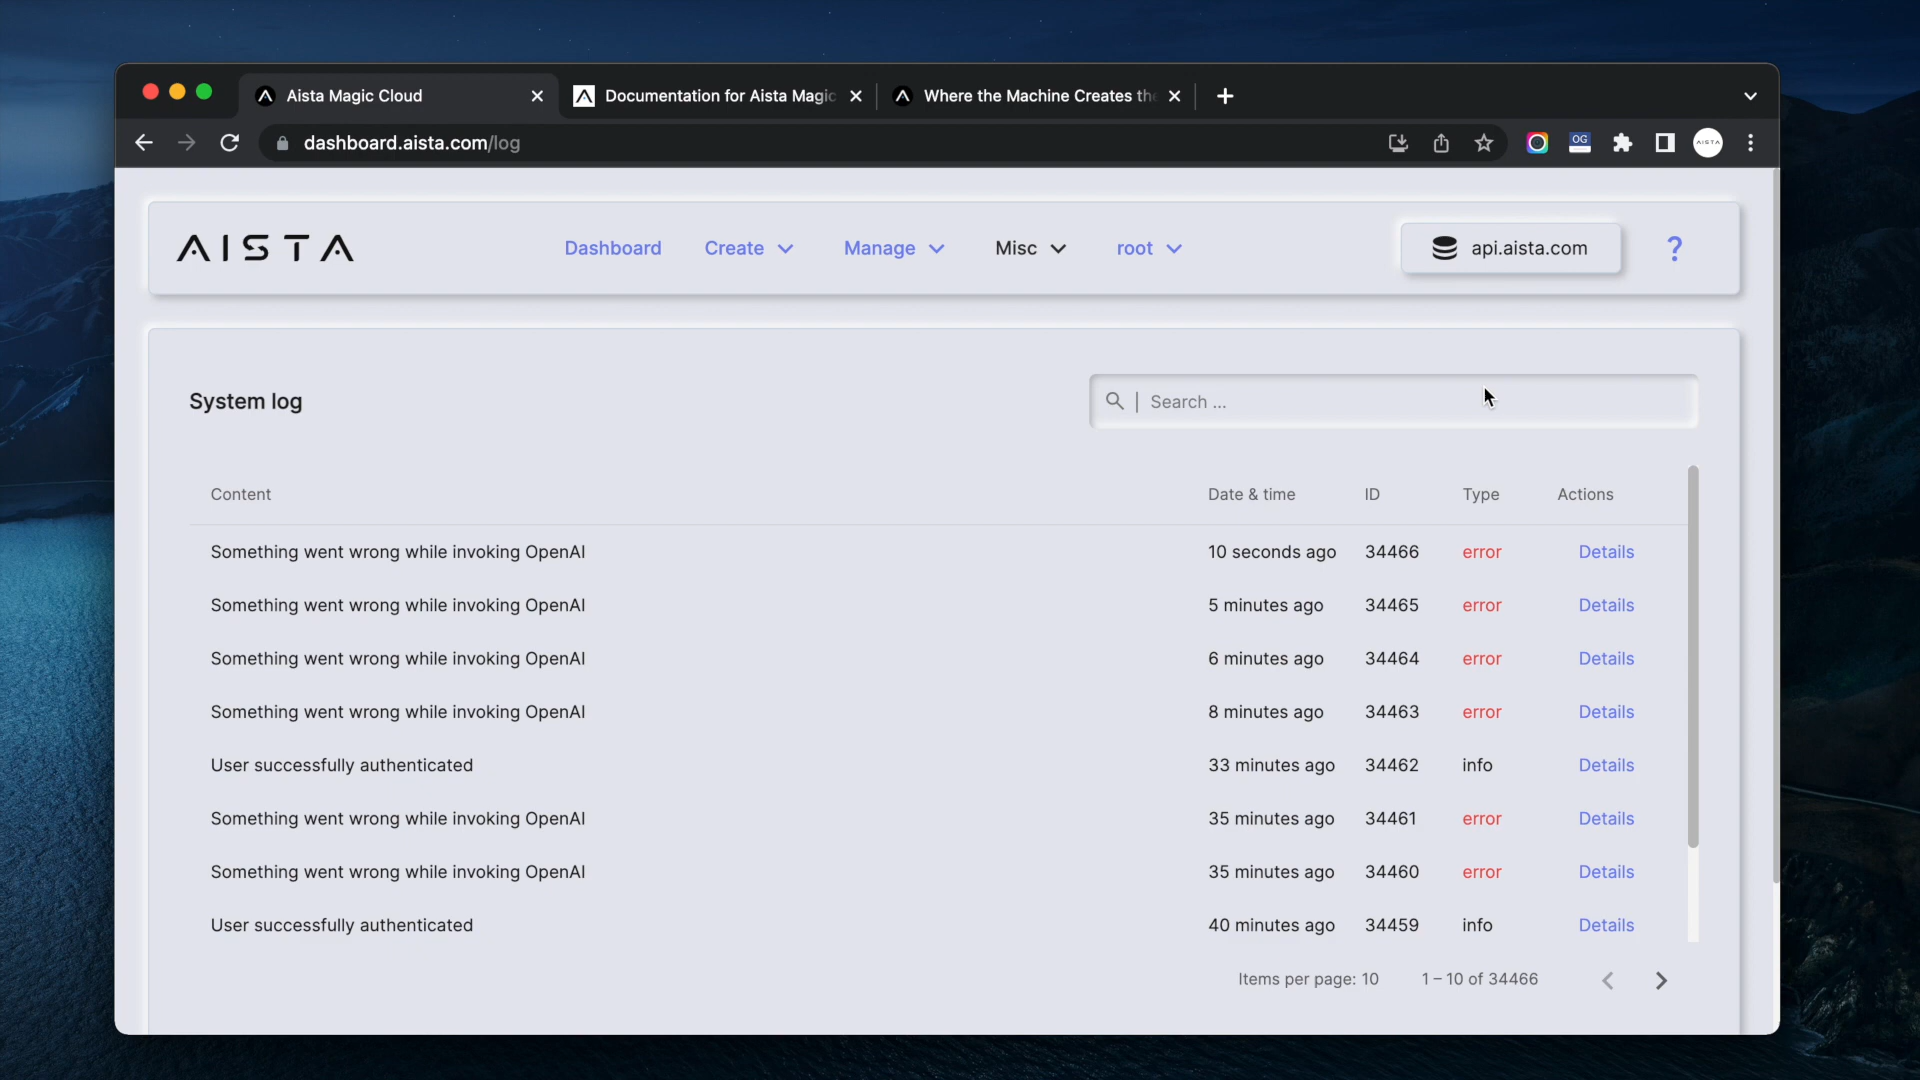 Aista Magic Cloud
Documentation for Aista Magic
Where the Machine Creates the
dashboard.aista.com/log
OG
AISTA
AISTA
Dashboard Create Manage Misc root api.aista.com ?
System log
Search ...
Content Date & time ID Type Actions
Something went wrong while invoking OpenAI 10 seconds ago 34466 error Details
Something went wrong while invoking OpenAI 5 minutes ago 34465 error Details
Something went wrong while invoking OpenAI 6 minutes ago 34464 error Details
Something went wrong while invoking OpenAI 8 minutes ago 34463 error Details
User successfully authenticated 33 minutes ago 34462 info Details
Something went wrong while invoking OpenAI 35 minutes ago 34461 error Details
Something went wrong while invoking OpenAI 35 minutes ago 34460 error Details
User successfully authenticated 40 minutes ago 34459 info Details
Items per page: 10 1 – 10 of 34466